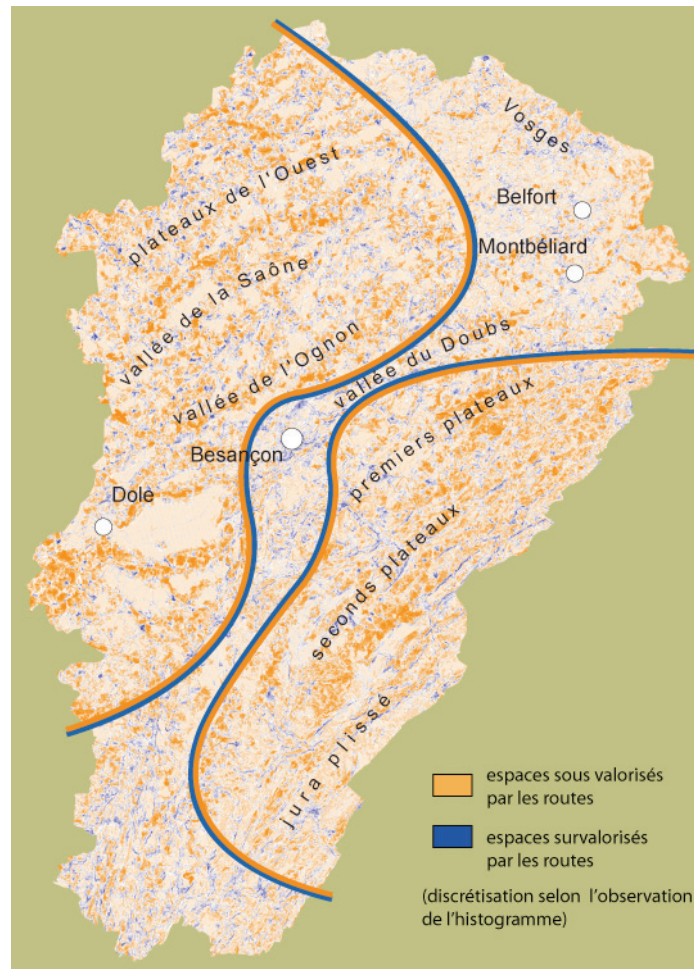 Vosges
plateaux de l'Ouest
Belfort
Montbéliard
vallée de la Saône
vallée de l'Ognon
vallée du Doubs
premiers plateaux
Besançon
Dole
seconds plateaux
jura plissé
espaces sous valorisés
par les routes
espaces survalorisés
par les routes
(discrétisation selon l'observation
de l'histogramme)